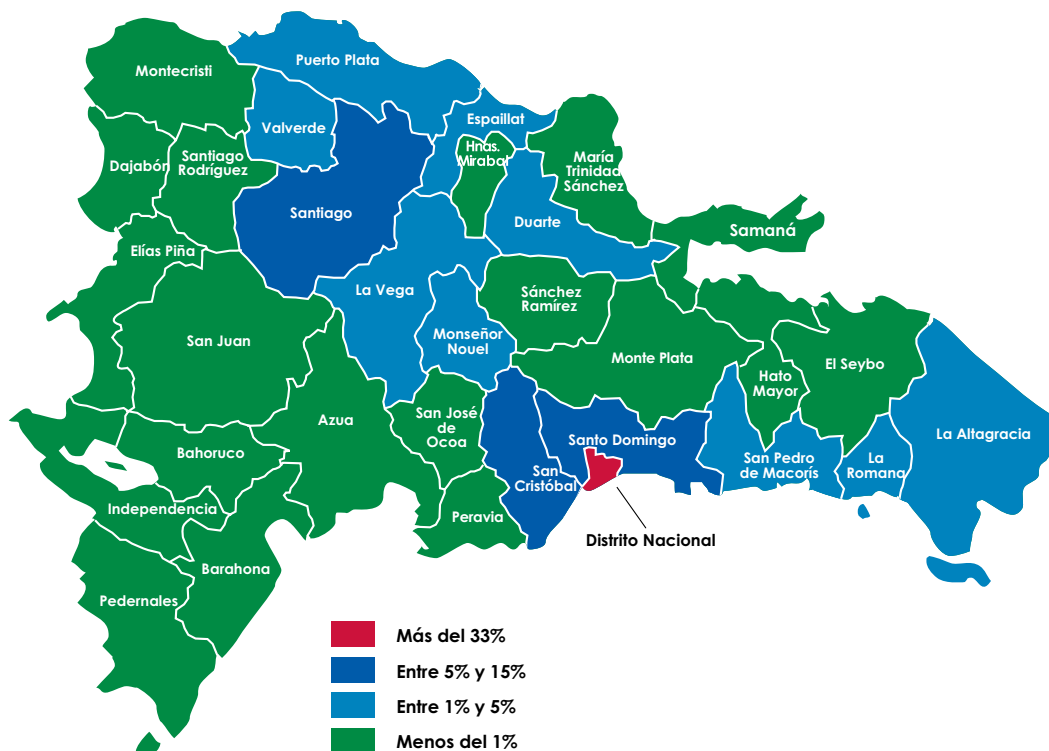 Puerto Plata
Montecristi
Espaillat
Valverde
Hnas.
Mirabal
María
Trinidad
Sánchez
Dajabón
Santiago
Rodríguez
Santiago
Duarte
Samaná
Elías Piña
La Vega
Sánchez
Ramírez
San Juan
Monseñor
Nouel
Monte Plata
El Seybo
Hato
Mayor
Azua
San José
de
Ocoa
Santo Domingo
La Altagracia
Bahoruco
San
Cristóbal
San Pedro
de Macorís
La
Romana
Independencia
Peravia
Distrito Nacional
Barahona
Pedernales
Más del 33%
Entre 5% y 15%
Entre 1% y 5%
Menos del 1%